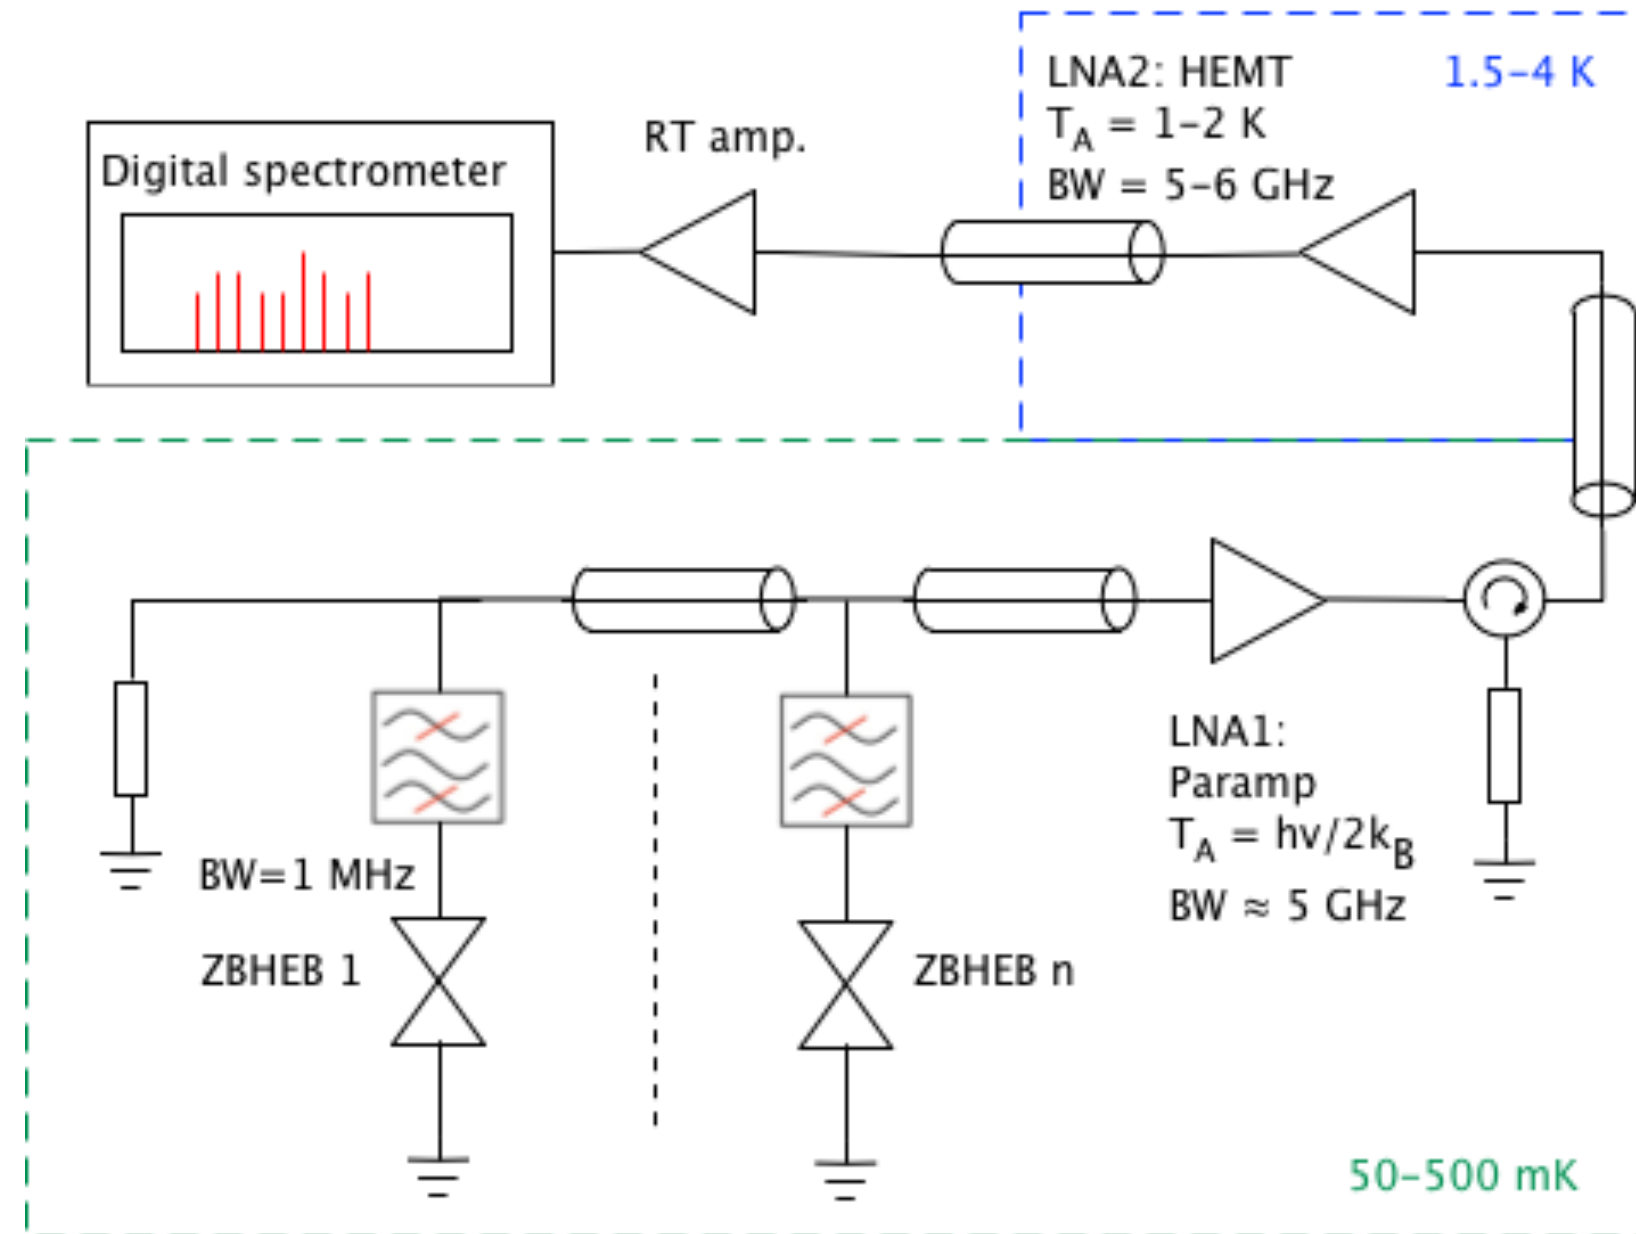 LNA2: HEMT
1.5-4 K
T_A = 1-2 K
BW = 5-6 GHz
RT amp.
Digital spectrometer
LNA1:
Paramp
T_A = hν/2k_B
BW ≈ 5 GHz
BW=1 MHz
ZBHEB 1
ZBHEB n
50-500 mK